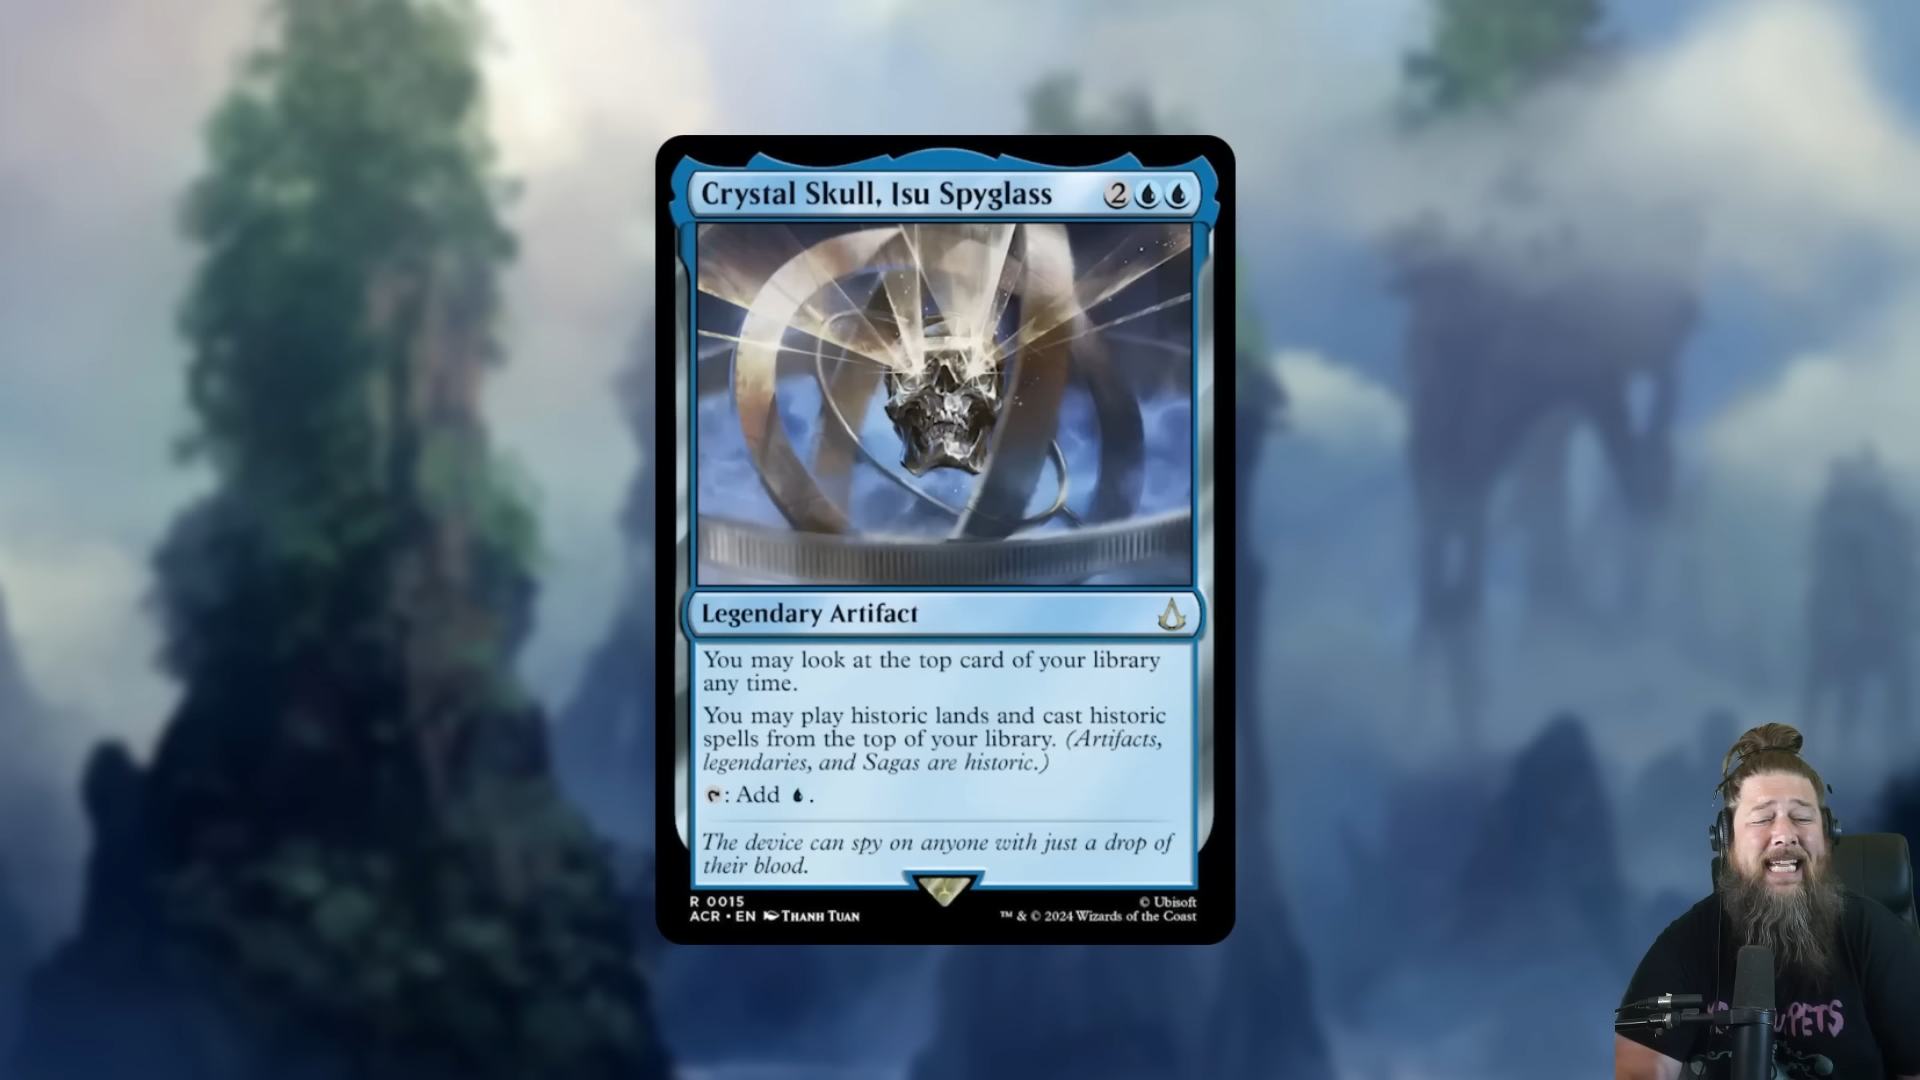 Crystal Skull, Isu Spyglass 2
Legendary Artifact
You may look at the top card of your library
any time.
You may play historic lands and cast historic
spells from the top of your library. (Artifacts,
legendaries, and Sagas are historic.)
: Add .
The device can spy on anyone with just a drop of
their blood.
R 0015
ACR • EN THANH TUAN
© Ubisoft
™ & © 2024 Wizards of the Coast